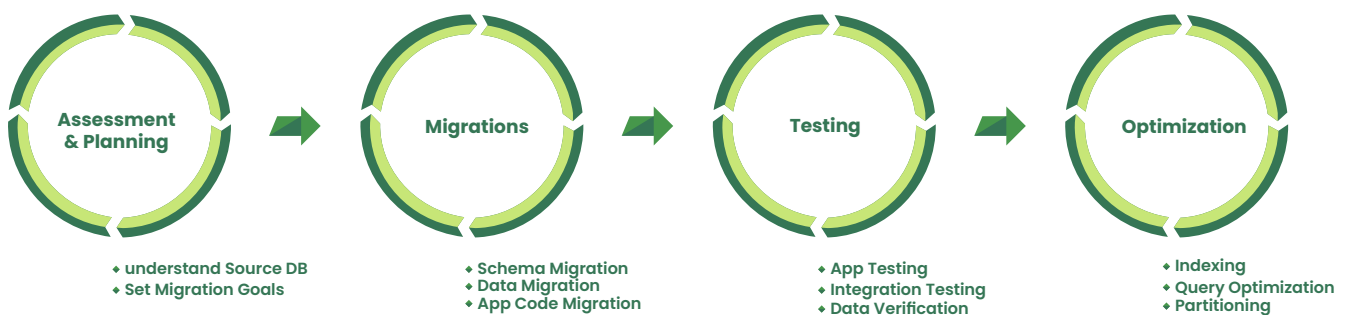 Assessment
& Planning
Migrations
Testing
Optimization
understand Source DB
Set Migration Goals
Schema Migration
Data Migration
App Code Migration
App Testing
Integration Testing
Data Verification
Indexing
Query Optimization
Partitioning